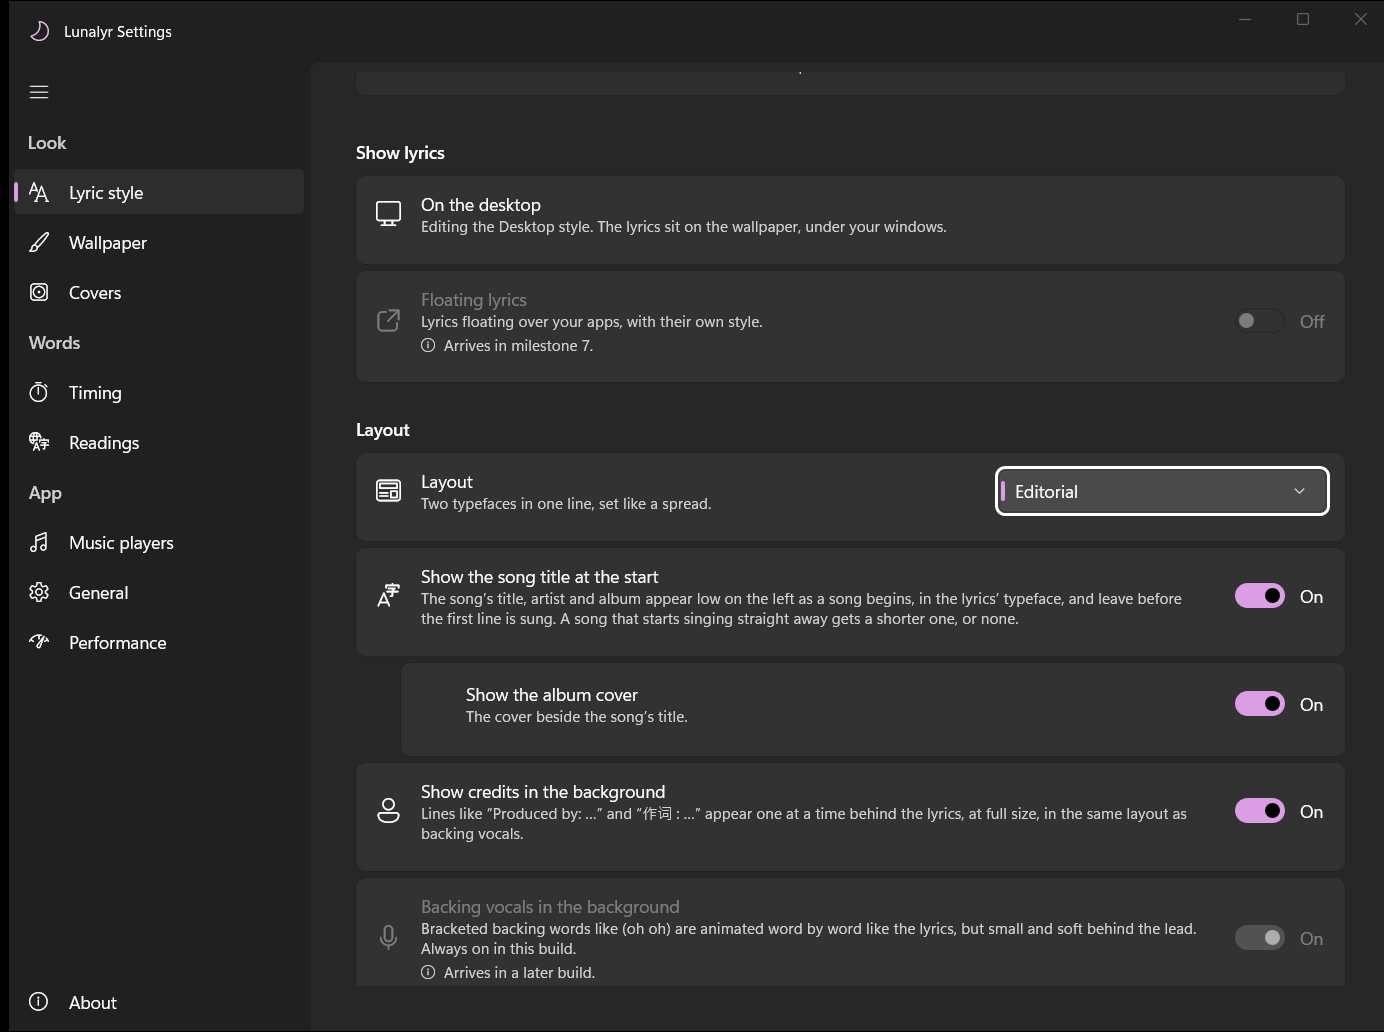 Lunalyr Settings
Look
Lyric style
Wallpaper
Covers
Words
Timing
Readings
App
Music players
General
Performance
About
Show lyrics
On the desktop
Editing the Desktop style. The lyrics sit on the wallpaper, under your windows.
Floating lyrics
Lyrics floating over your apps, with their own style.
Arrives in milestone 7.
Off
Layout
Layout
Two typefaces in one line, set like a spread.
Editorial
Show the song title at the start
The song’s title, artist and album appear low on the left as a song begins, in the lyrics’ typeface, and leave before
the first line is sung. A song that starts singing straight away gets a shorter one, or none.
On
Show the album cover
The cover beside the song’s title.
On
Show credits in the background
Lines like “Produced by: …” and “作词 : …” appear one at a time behind the lyrics, at full size, in the same layout as
backing vocals.
On
Backing vocals in the background
Bracketed backing words like (oh oh) are animated word by word like the lyrics, but small and soft behind the lead.
Always on in this build.
Arrives in a later build.
On